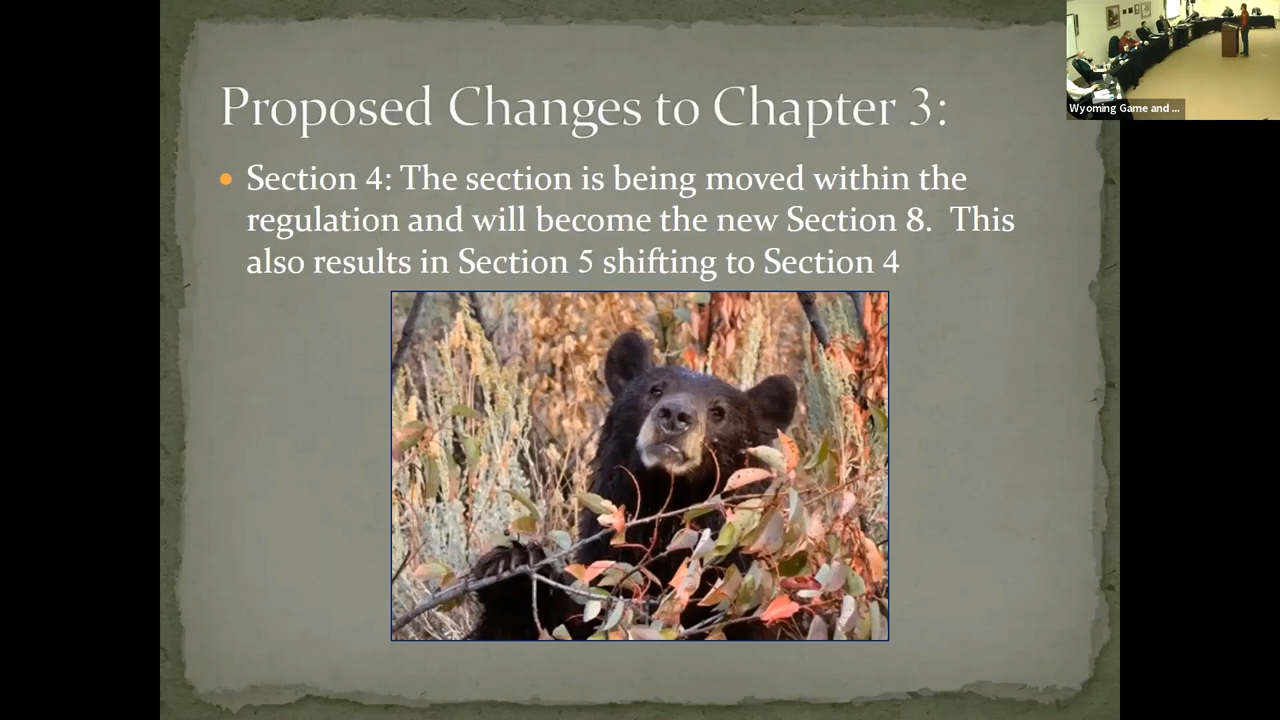 Wyoming Game and ...
Proposed Changes to Chapter 3:
• Section 4: The section is being moved within the
regulation and will become the new Section 8.  This
also results in Section 5 shifting to Section 4